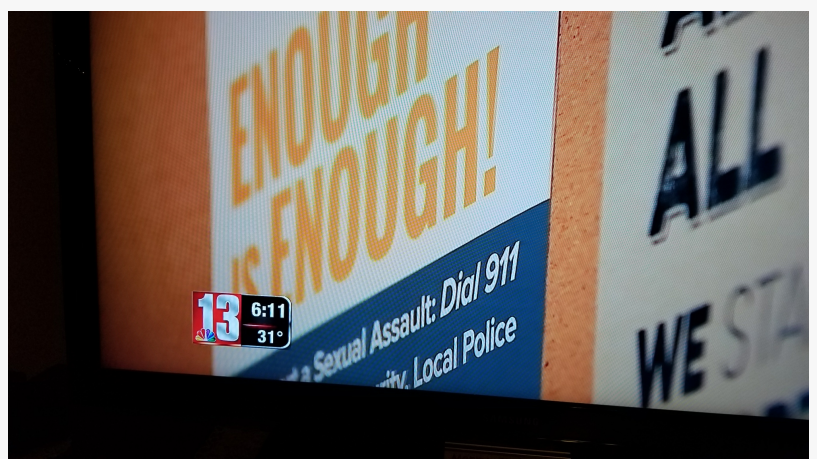 ENOUGH
IS ENOUGH!
a Sexual Assault: Dial 911
Local Police
13
6:11
31°
ALL
WE